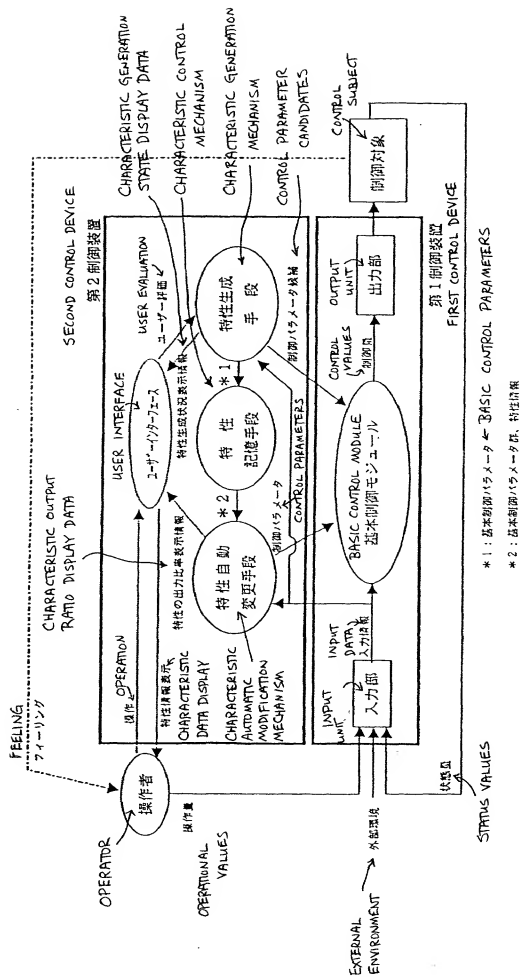 FEELING
フィーリング
CHARACTERISTIC OUTPUT
RATIO DISPLAY DATA
SECOND CONTROL DEVICE
第2制御装置
CHARACTERISTIC GENERATION
STATE DISPLAY DATA
CHARACTERISTIC CONTROL
MECHANISM
CHARACTERISTIC GENERATION
MECHANISM
CONTROL PARAMETER
CANDIDATES
OPERATION
操作
USER INTERFACE
ユーザーインターフェース
USER EVALUATION
ユーザー評価
特性情報表示
CHARACTERISTIC
DATA DISPLAY
特性の出力比率表示情報
特性生成状況表示情報
OPERATOR
操作者
CHARACTERISTIC
AUTOMATIC
MODIFICATION
MECHANISM
特性自動
変更手段
*2
特性
記憶手段
*1
特性生成
手段
制御パラメータ候補
制御パラメータ
CONTROL PARAMETERS
操作量
OPERATIONAL
VALUES
EXTERNAL
ENVIRONMENT
外部環境
INPUT
UNIT
入力部
INPUT
DATA
入力情報
BASIC CONTROL MODULE
基本制御モジュール
CONTROL
VALUES
制御量
OUTPUT
UNIT
出力部
CONTROL
SUBJECT
制御対象
第1制御装置
FIRST CONTROL DEVICE
状態量
STATUS VALUES
*1:基本制御パラメータ BASIC CONTROL PARAMETERS
*2:基本制御パラメータ群、特性情報